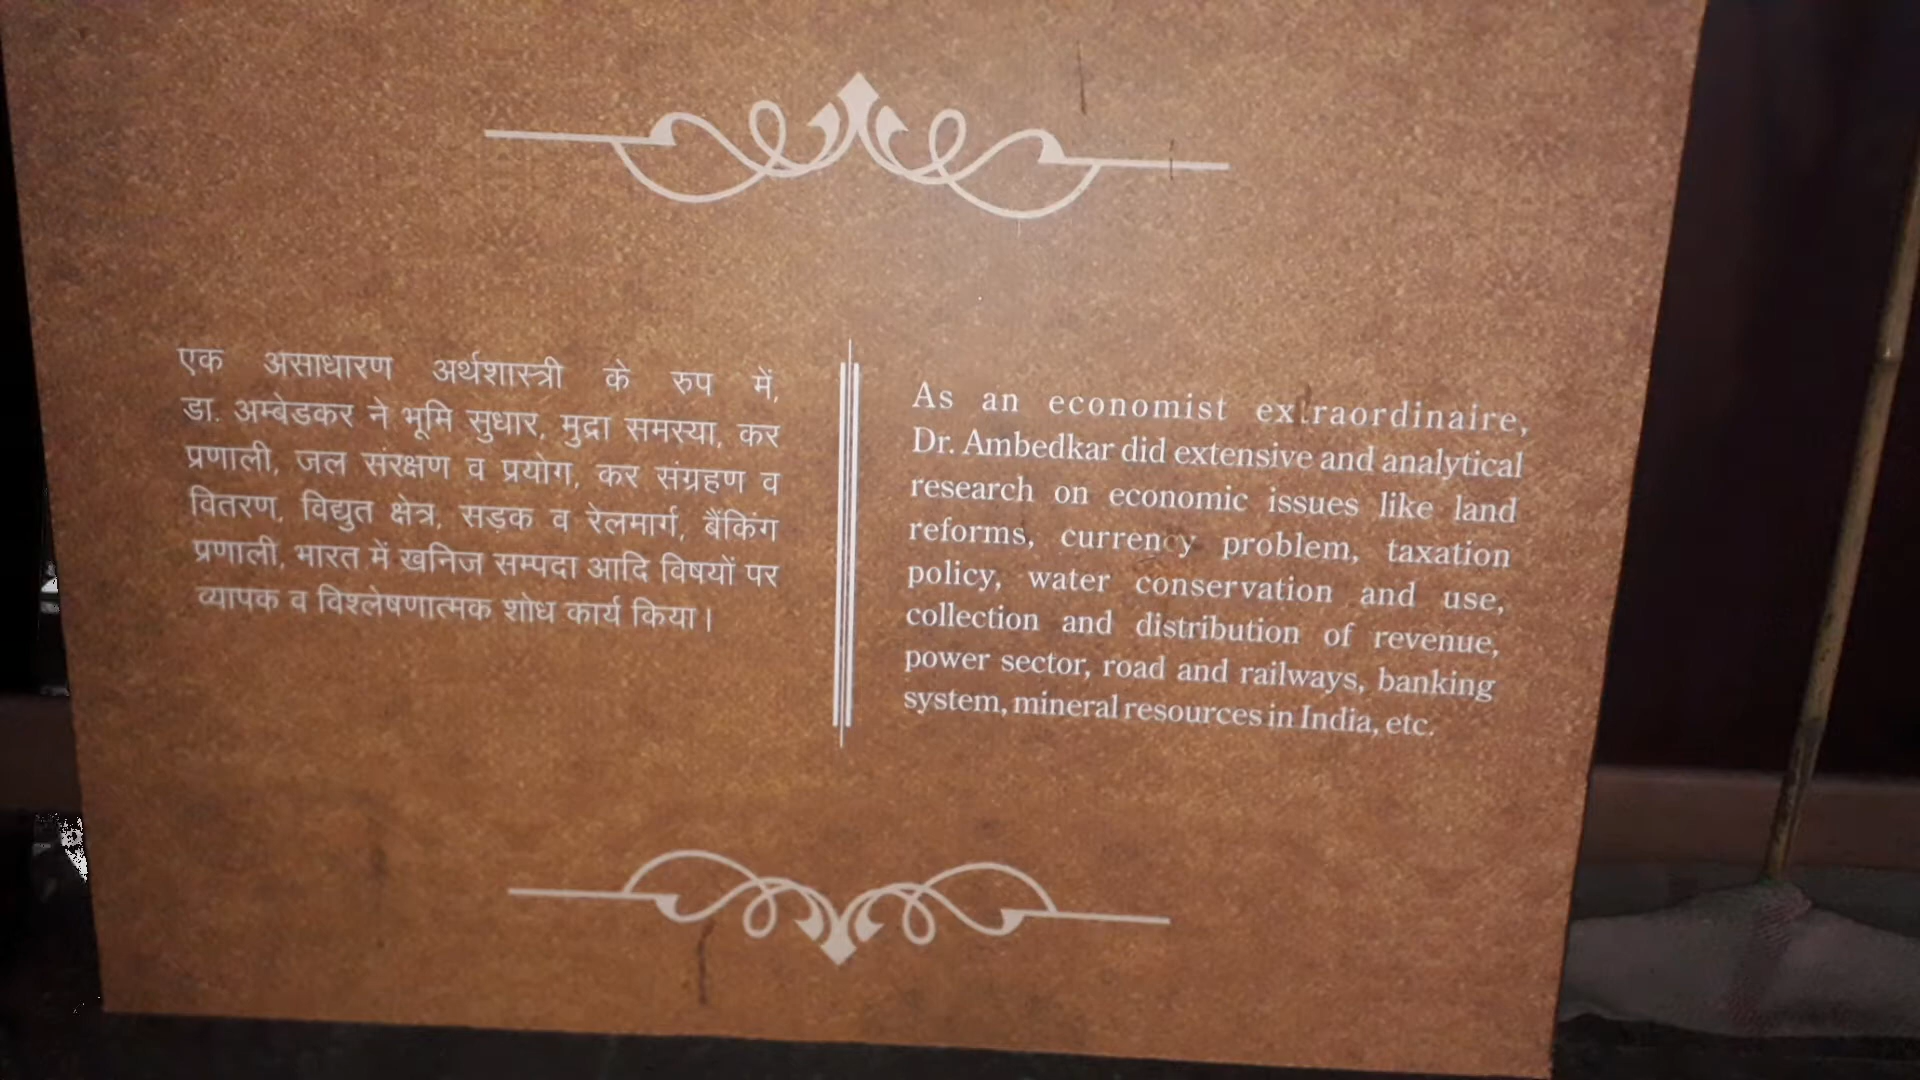 एक असाधारण अर्थशास्त्री के रुप में,
डा. अम्बेडकर ने भूमि सुधार, मुद्रा समस्या, कर
प्रणाली, जल संरक्षण व प्रयोग, कर संग्रहण व
वितरण, विद्युत क्षेत्र, सड़क व रेलमार्ग, बैंकिंग
प्रणाली, भारत में खनिज सम्पदा आदि विषयों पर
व्यापक व विश्लेषणात्मक शोध कार्य किया।
As an economist extraordinaire,
Dr. Ambedkar did extensive and analytical
research on economic issues like land
reforms, currency problem, taxation
policy, water conservation and use,
collection and distribution of revenue,
power sector, road and railways, banking
system, mineral resources in India, etc.